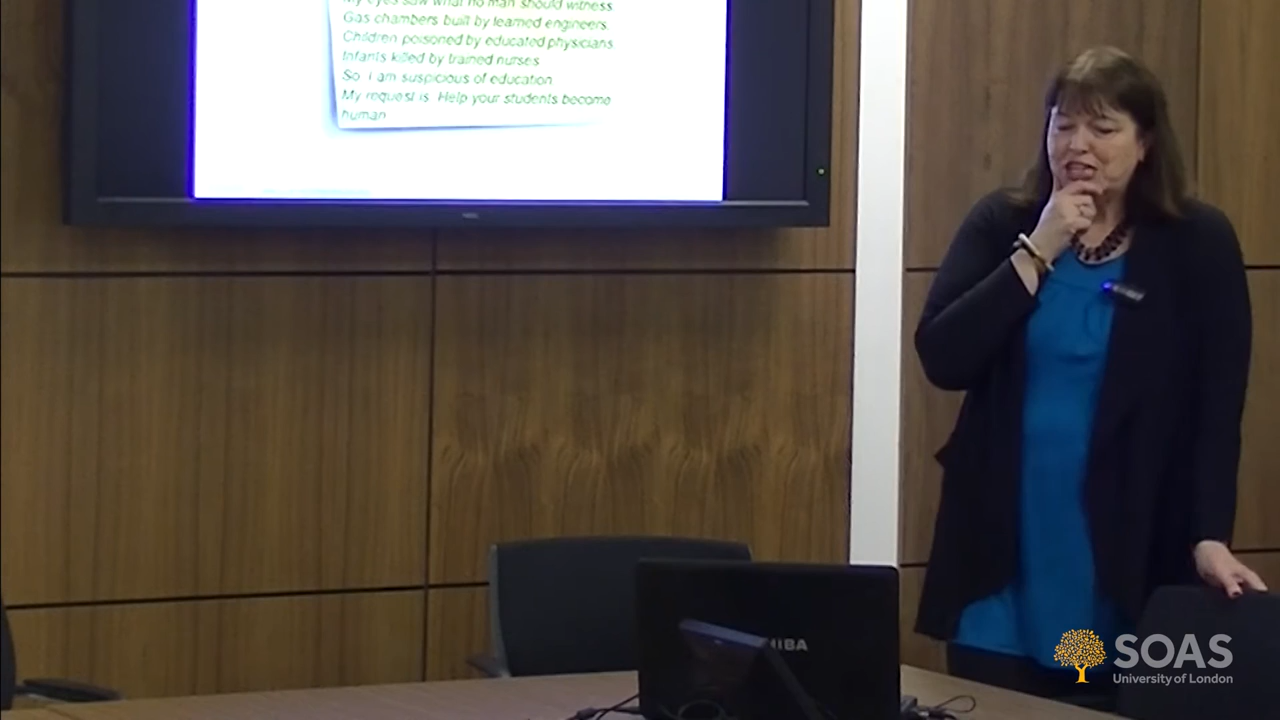 My eyes saw what no man should witness
Gas chambers built by learned engineers.
Children poisoned by educated physicians
Infants killed by trained nurses
So, I am suspicious of education
My request is Help your students become
human
HIBA
SOAS
University of London